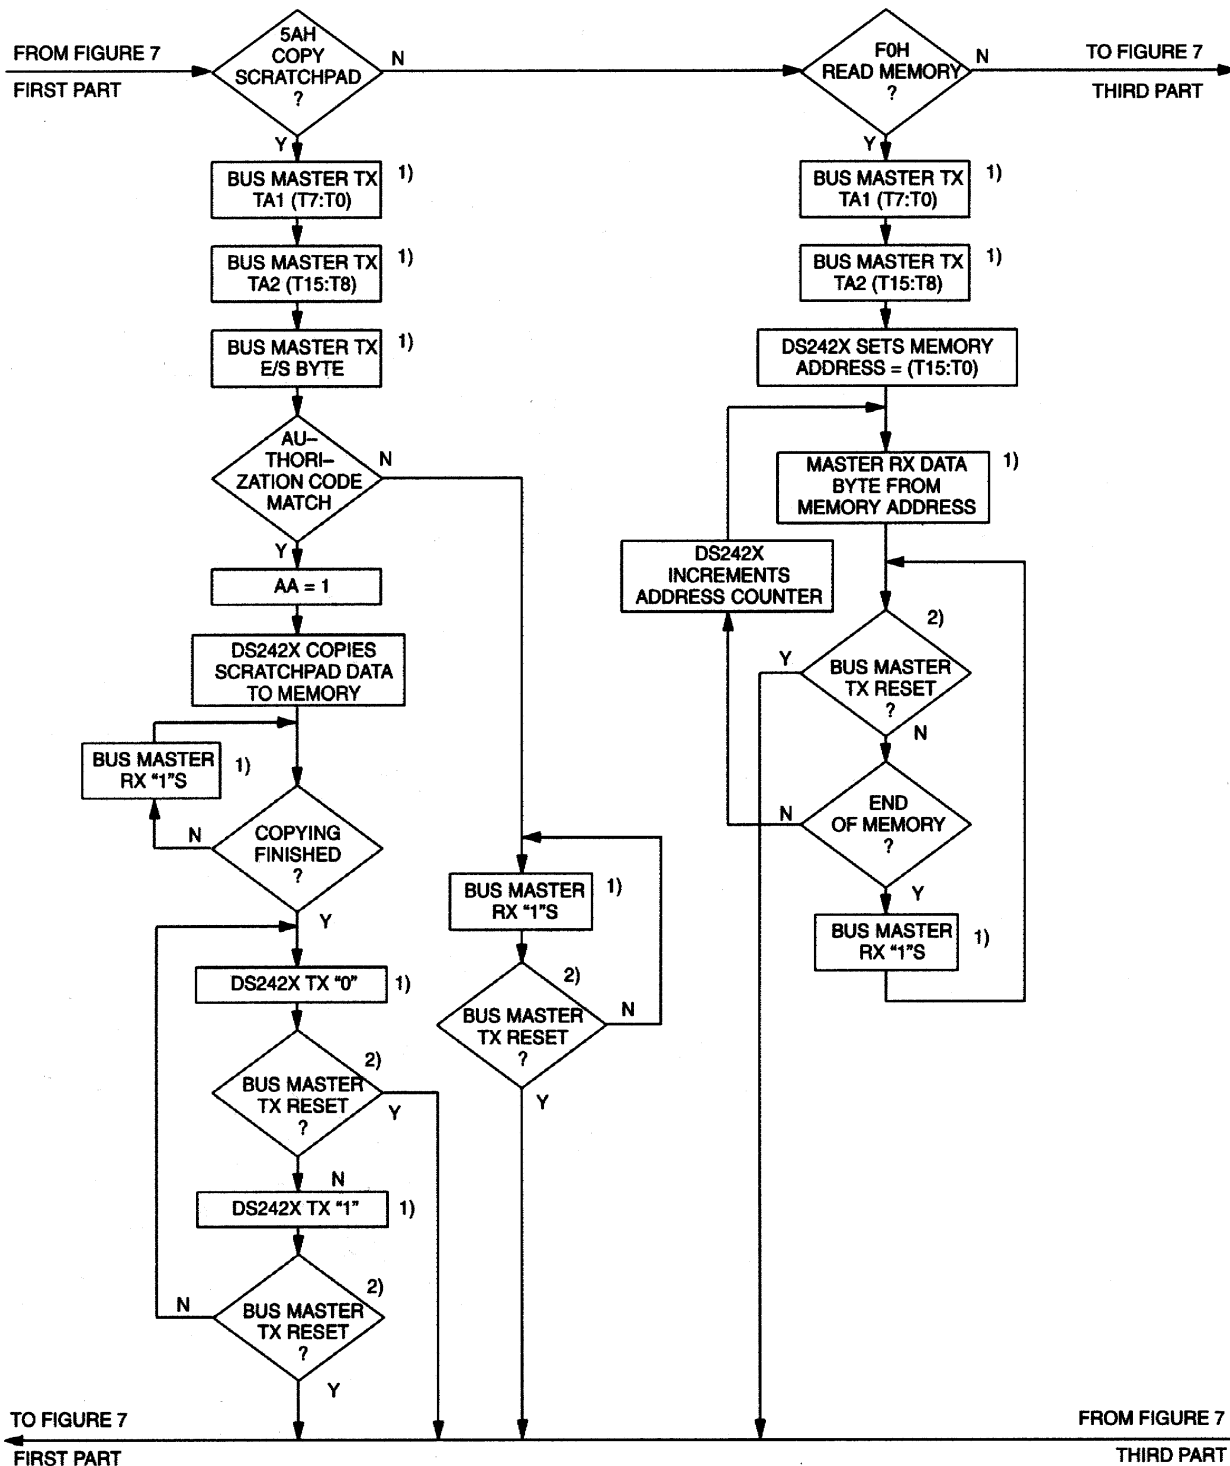 FROM FIGURE 7
FIRST PART
5AH
COPY
SCRATCHPAD
?
N
Y
F0H
READ MEMORY
?
N
Y
TO FIGURE 7
THIRD PART
BUS MASTER TX
TA1 (T7:T0)
1)
BUS MASTER TX
TA2 (T15:T8)
1)
BUS MASTER TX
E/S BYTE
1)
AU–
THORI–
ZATION CODE
MATCH
N
Y
AA = 1
DS242X COPIES
SCRATCHPAD DATA
TO MEMORY
BUS MASTER
RX “1”S
1)
N
COPYING
FINISHED
?
Y
DS242X TX “0”
1)
2)
BUS MASTER
TX RESET
?
Y
N
DS242X TX “1”
1)
2)
BUS MASTER
TX RESET
?
N
Y
BUS MASTER
RX “1”S
1)
2)
BUS MASTER
TX RESET
?
N
Y
BUS MASTER TX
TA1 (T7:T0)
1)
BUS MASTER TX
TA2 (T15:T8)
1)
DS242X SETS MEMORY
ADDRESS = (T15:T0)
MASTER RX DATA
BYTE FROM
MEMORY ADDRESS
1)
DS242X
INCREMENTS
ADDRESS COUNTER
2)
Y
BUS MASTER
TX RESET
?
N
N
END
OF MEMORY
?
Y
BUS MASTER
RX “1”S
1)
TO FIGURE 7
FIRST PART
FROM FIGURE 7
THIRD PART